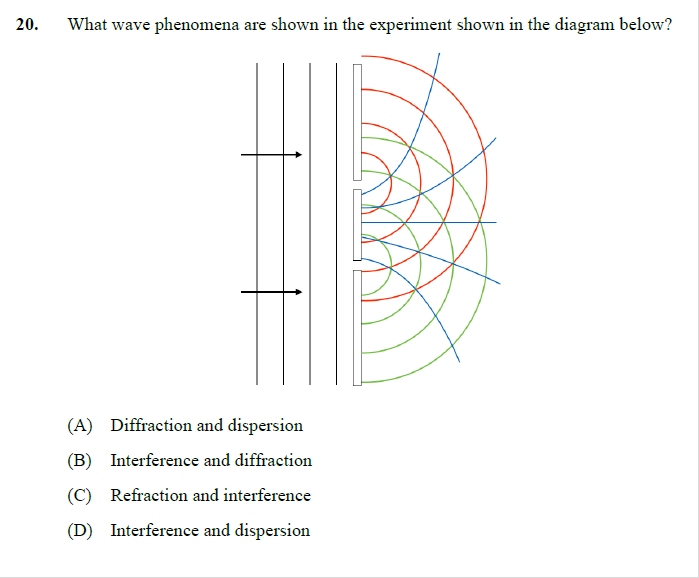 20. What wave phenomena are shown in the experiment shown in the diagram below?
(A) Diffraction and dispersion
(B) Interference and diffraction
(C) Refraction and interference
(D) Interference and dispersion